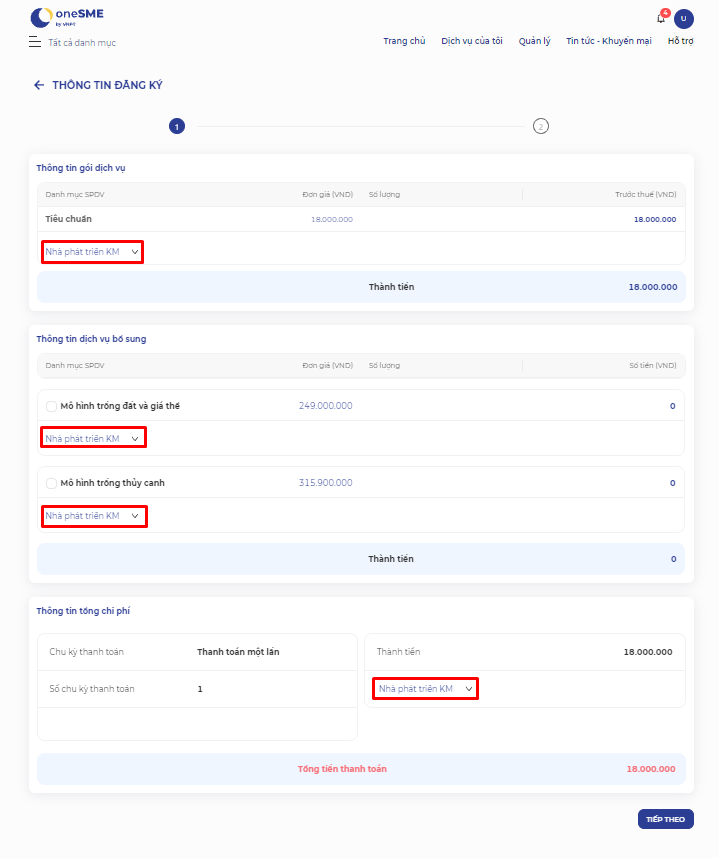 oneSME
by VNPT
4
U
Tất cả danh mục
Trang chủ Dịch vụ của tôi Quản lý Tin tức - Khuyến mại Hỗ trợ
THÔNG TIN ĐĂNG KÝ
1 2
Thông tin gói dịch vụ
Danh mục SPDV Đơn giá (VND) Số lượng Trước thuế (VND)
Tiêu chuẩn 18.000.000 18.000.000
Nhà phát triển KM
Thành tiền 18.000.000
Thông tin dịch vụ bổ sung
Danh mục SPDV Đơn giá (VND) Số lượng Số tiền (VND)
Mô hình trồng đất và giá thể 249.000.000 0
Nhà phát triển KM
Mô hình trồng thủy canh 315.900.000 0
Nhà phát triển KM
Thành tiền 0
Thông tin tổng chi phí
Chu kỳ thanh toán Thanh toán một lần
Số chu kỳ thanh toán 1
Thành tiền 18.000.000
Nhà phát triển KM
Tổng tiền thanh toán 18.000.000
TIẾP THEO